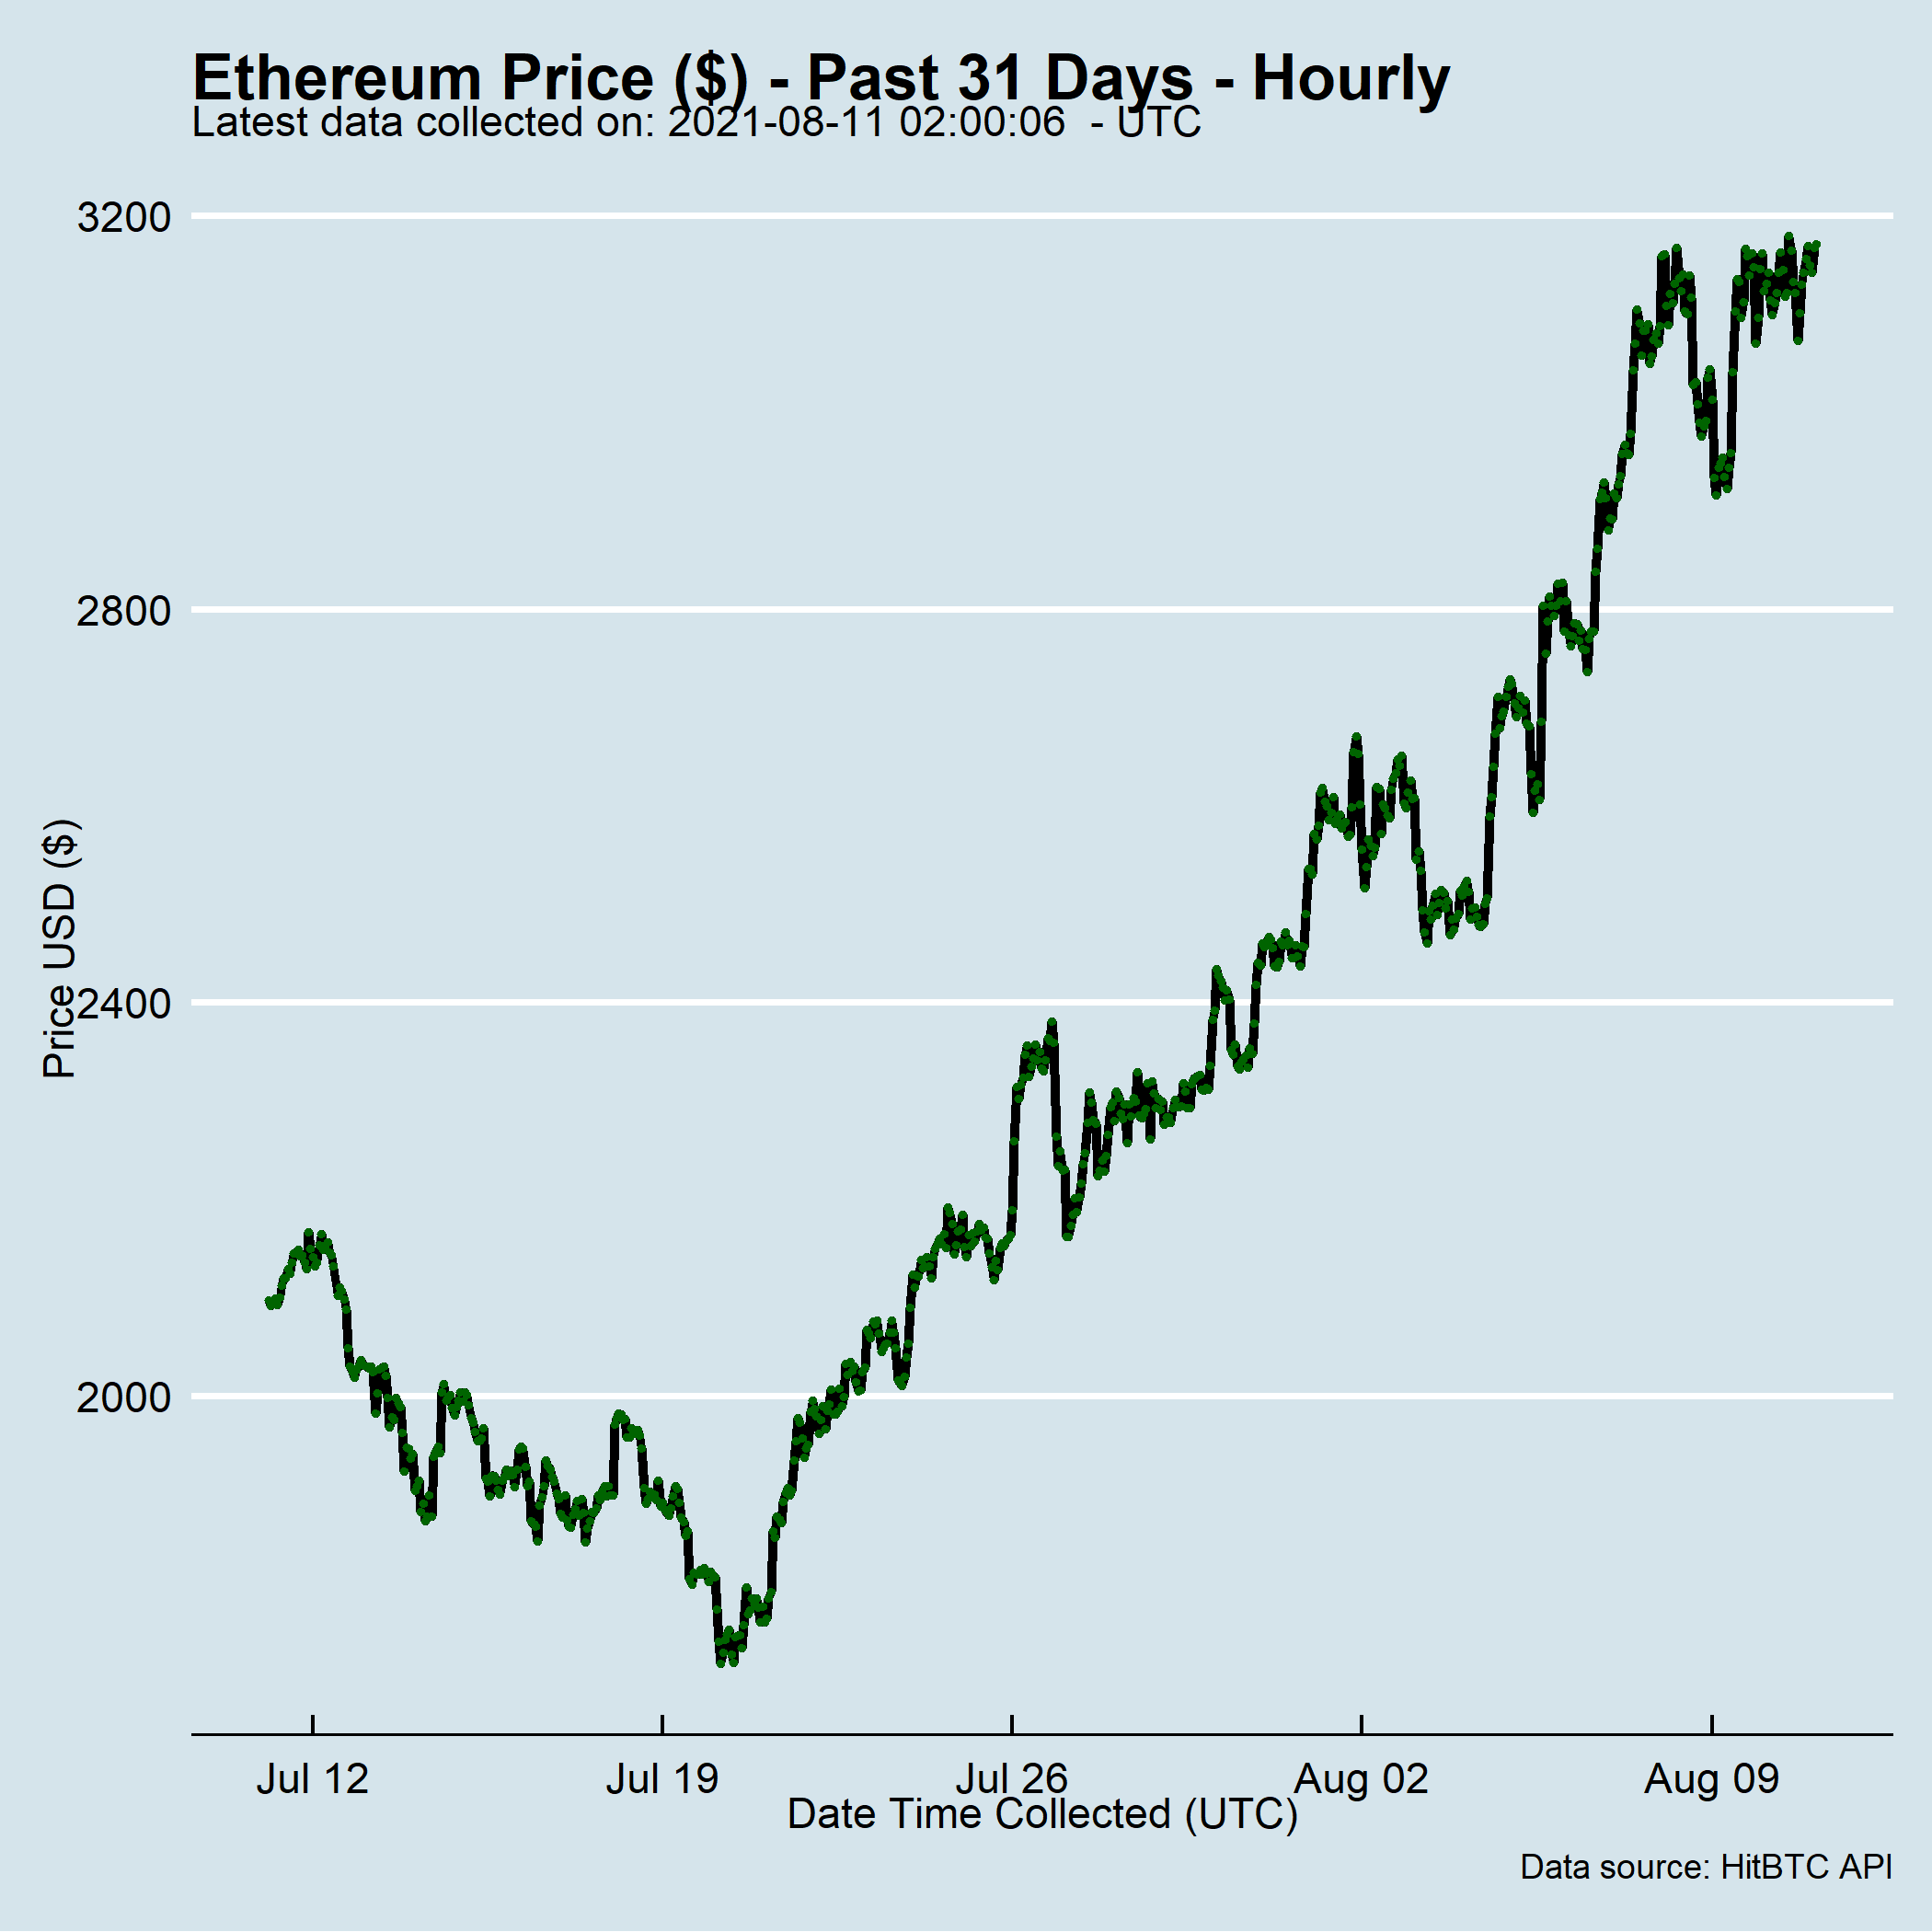 Ethereum Price ($) - Past 31 Days - Hourly
Latest data collected on: 2021-08-11 02:00:06  - UTC
3200
2800
2400
2000
Price USD ($)
Jul 12
Jul 19
Jul 26
Aug 02
Aug 09
Date Time Collected (UTC)
Data source: HitBTC API